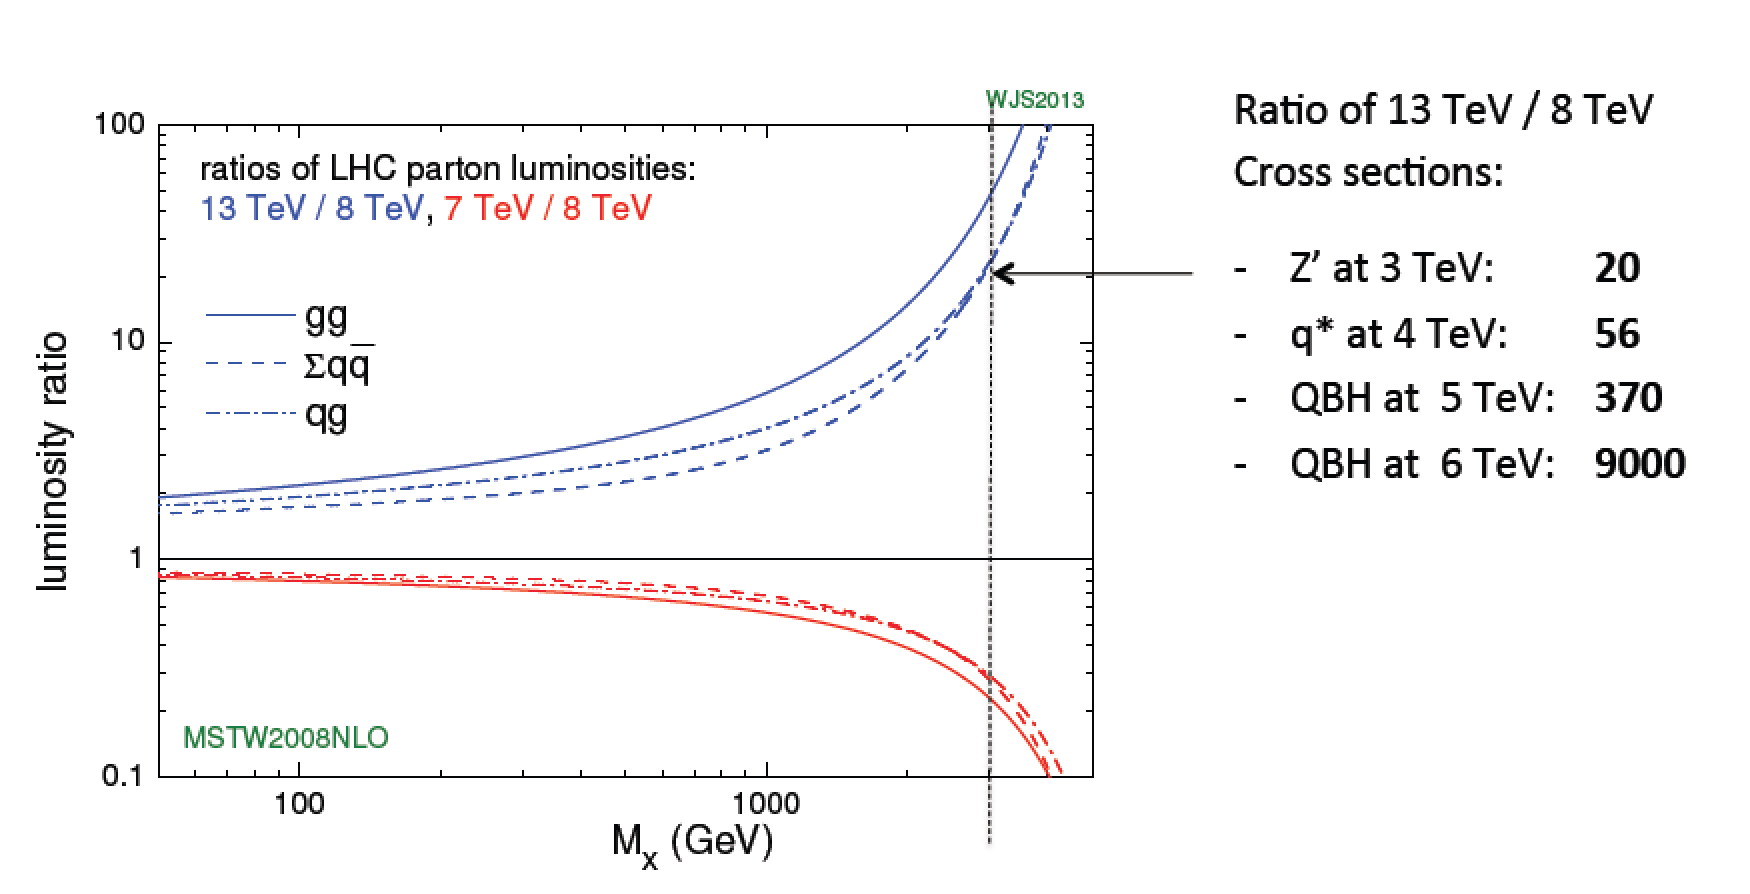 WJS2013
100
ratios of LHC parton luminosities:
13 TeV / 8 TeV, 7 TeV / 8 TeV
gg
Σqq̅
qg
10
1
0.1
luminosity ratio
MSTW2008NLO
100
1000
Mx (GeV)
Ratio of 13 TeV / 8 TeV
Cross sections:
- Z’ at 3 TeV: 20
- q* at 4 TeV: 56
- QBH at 5 TeV: 370
- QBH at 6 TeV: 9000